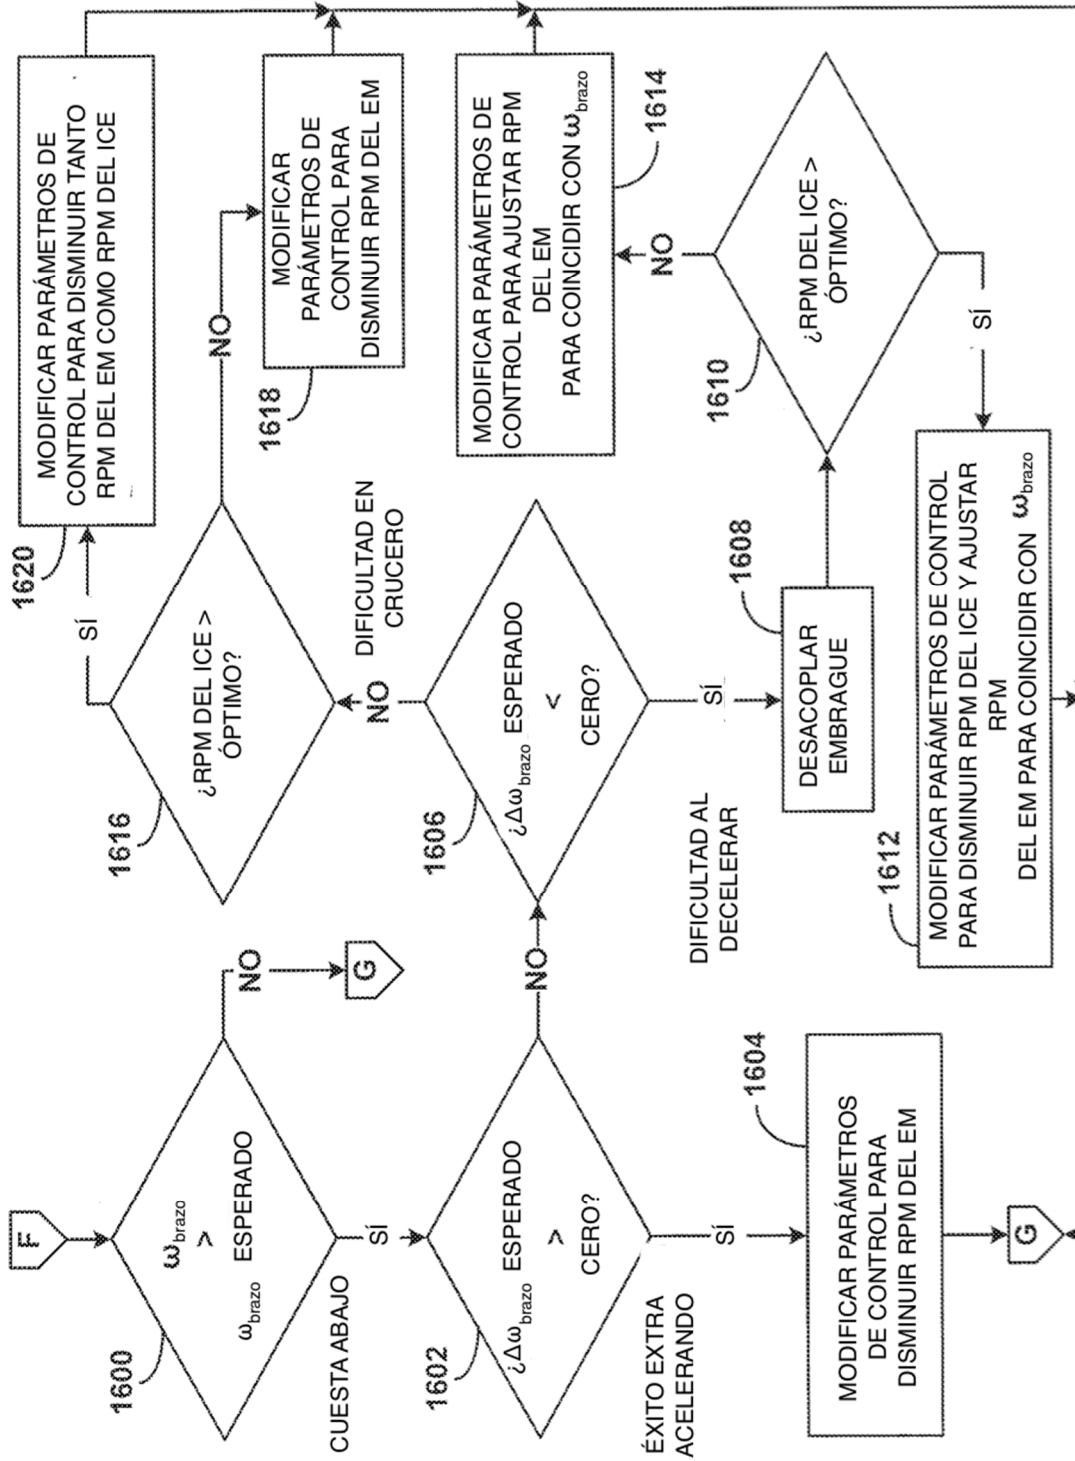 F
1600
ω brazo
>
ω brazo ESPERADO
NO
G
CUESTA ABAJO
SÍ
1602
¿Δω brazo ESPERADO
>
CERO?
NO
ÉXITO EXTRA
ACELERANDO
SÍ
1604
MODIFICAR PARÁMETROS
DE CONTROL PARA
DISMINUIR RPM DEL EM
G
1606
¿Δω brazo ESPERADO
<
CERO?
NO
DIFICULTAD EN
CRUCERO
DIFICULTAD AL
DECELERAR
SÍ
1608
DESACOPLAR
EMBRAGUE
1610
¿RPM DEL ICE >
ÓPTIMO?
NO
SÍ
1612
MODIFICAR PARÁMETROS DE CONTROL
PARA DISMINUIR RPM DEL ICE Y AJUSTAR
RPM
DEL EM PARA COINCIDIR CON ω brazo
1614
MODIFICAR PARÁMETROS DE
CONTROL PARA AJUSTAR RPM
DEL EM
PARA COINCIDIR CON ω brazo
1616
¿RPM DEL ICE >
ÓPTIMO?
SÍ
NO
1618
MODIFICAR
PARÁMETROS DE
CONTROL PARA
DISMINUIR RPM DEL EM
1620
MODIFICAR PARÁMETROS DE
CONTROL PARA DISMINUIR TANTO
RPM DEL EM COMO RPM DEL ICE